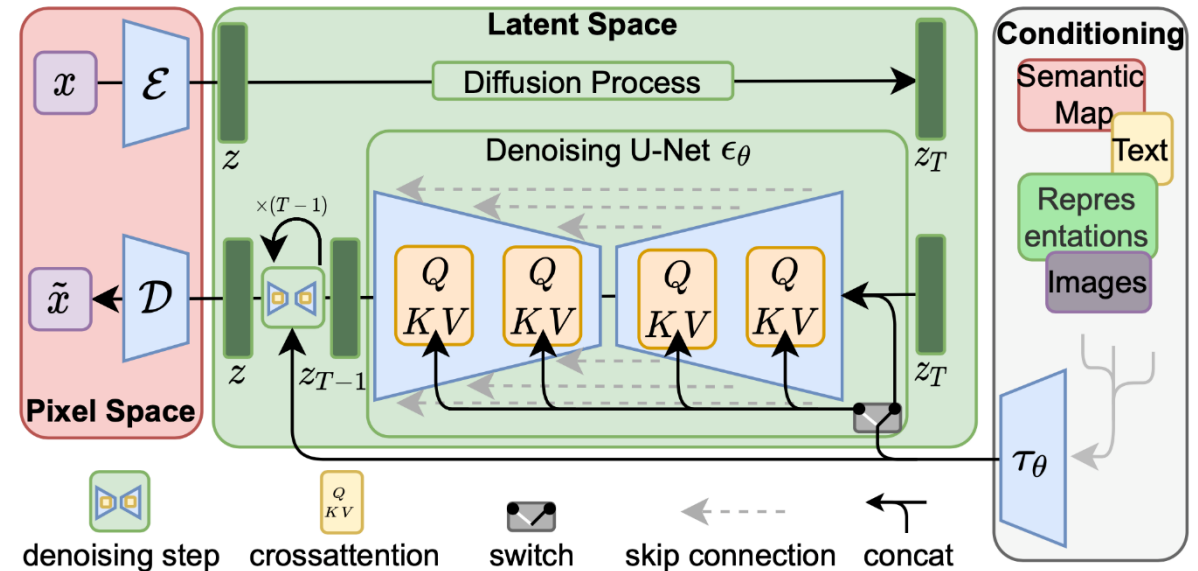 Latent Space
Conditioning
x
ℰ
Diffusion Process
Semantic
Map
z
z_T
Text
Denoising U-Net ϵ_θ
×(T−1)
Repres
entations
Images
x̃
𝒟
Q
KV
Q
KV
Q
KV
Q
KV
z
z_{T−1}
z_T
Pixel Space
τ_θ
Q
KV
denoising step
crossattention
switch
skip connection
concat